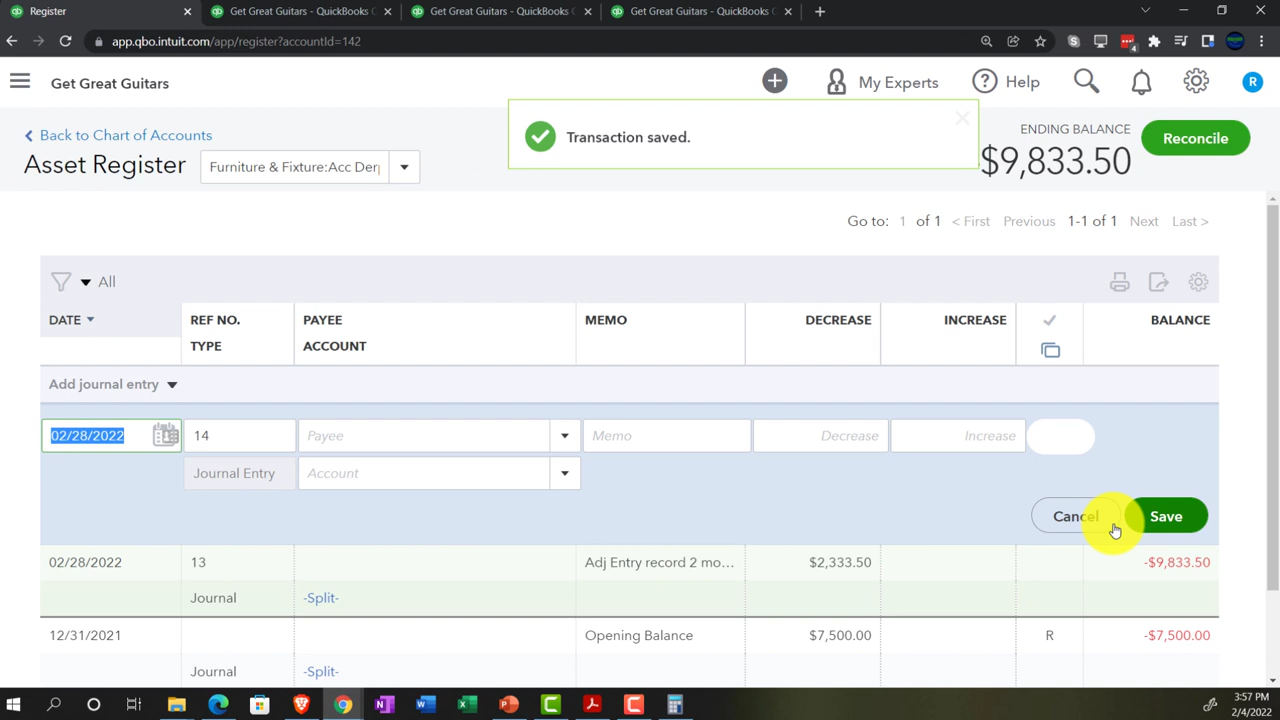 Register
Get Great Guitars - QuickBooks
Get Great Guitars - QuickBooks
Get Great Guitars - QuickBooks
app.qbo.intuit.com/app/register?accountId=142
4
Get Great Guitars
My Experts
Help
R
Back to Chart of Accounts
Transaction saved.
ENDING BALANCE
Reconcile
Asset Register
Furniture & Fixture:Acc Der
-$9,833.50
Go to: 1 of 1 < First Previous 1-1 of 1 Next Last >
All
DATE REF NO. PAYEE MEMO DECREASE INCREASE BALANCE
TYPE ACCOUNT
Add journal entry
02/28/2022 14 Payee Memo Decrease Increase
Journal Entry Account
Cancel Save
02/28/2022 13 Adj Entry record 2 mo... $2,333.50 -$9,833.50
Journal -Split-
12/31/2021 Opening Balance $7,500.00 R -$7,500.00
Journal -Split-
3:57 PM
2/4/2022